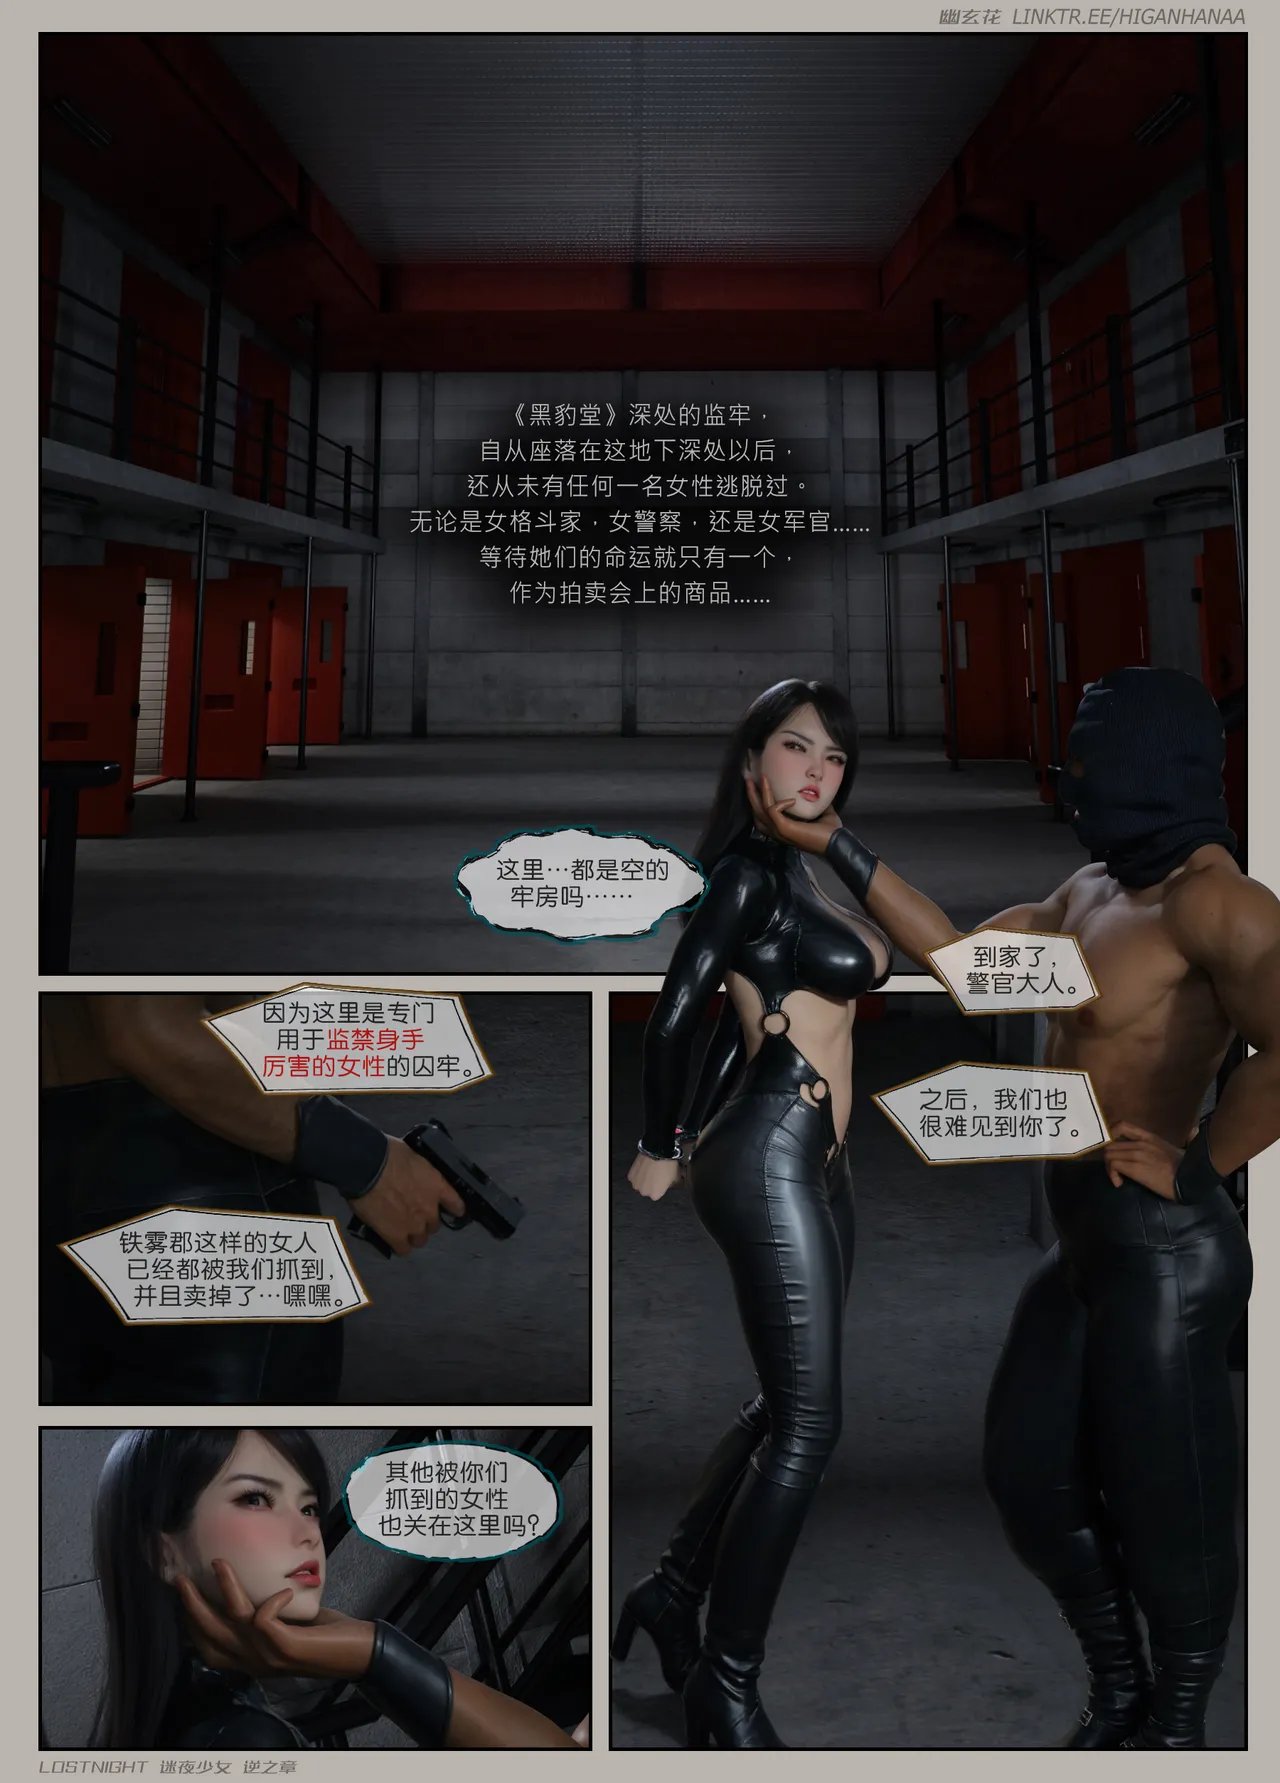 幽玄花 LINKTR.EE/HIGANHANAA
《黑豹堂》深处的监牢，
自从座落在这地下深处以后，
还从未有任何一名女性逃脱过。
无论是女格斗家，女警察，还是女军官......
等待她们的命运就只有一个，
作为拍卖会上的商品......
这里…都是空的
牢房吗……
到家了，
警官大人。
之后，我们也
很难见到你了。
因为这里是专门
用于监禁身手
厉害的女性的囚牢。
铁雾郡这样的女人
已经都被我们抓到，
并且卖掉了…嘿嘿。
其他被你们
抓到的女性
也关在这里吗?
LOSTNIGHT 迷夜少女 逆之章